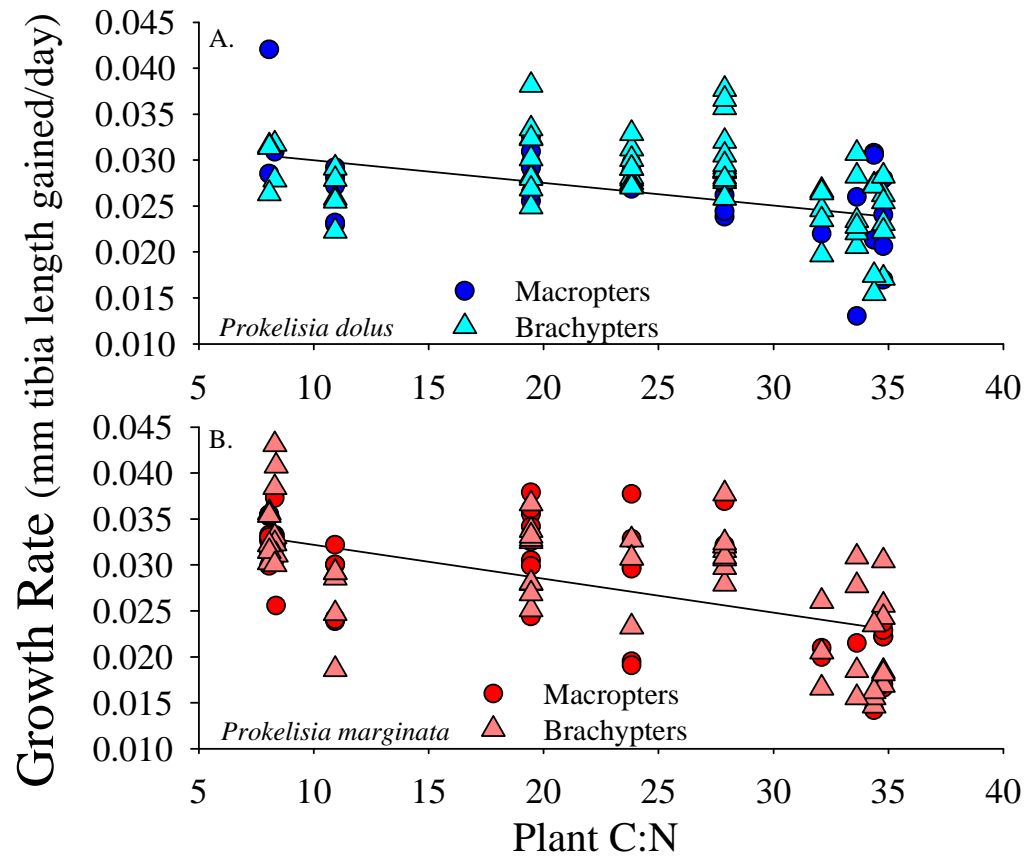 Growth Rate (mm tibia length gained/day)
A.
0.045
0.040
0.035
0.030
0.025
0.020
0.015
0.010
Macropters
Brachypters
Prokelisia dolus
5 10 15 20 25 30 35 40
B.
0.045
0.040
0.035
0.030
0.025
0.020
0.015
0.010
Macropters
Brachypters
Prokelisia marginata
5 10 15 20 25 30 35 40
Plant C:N